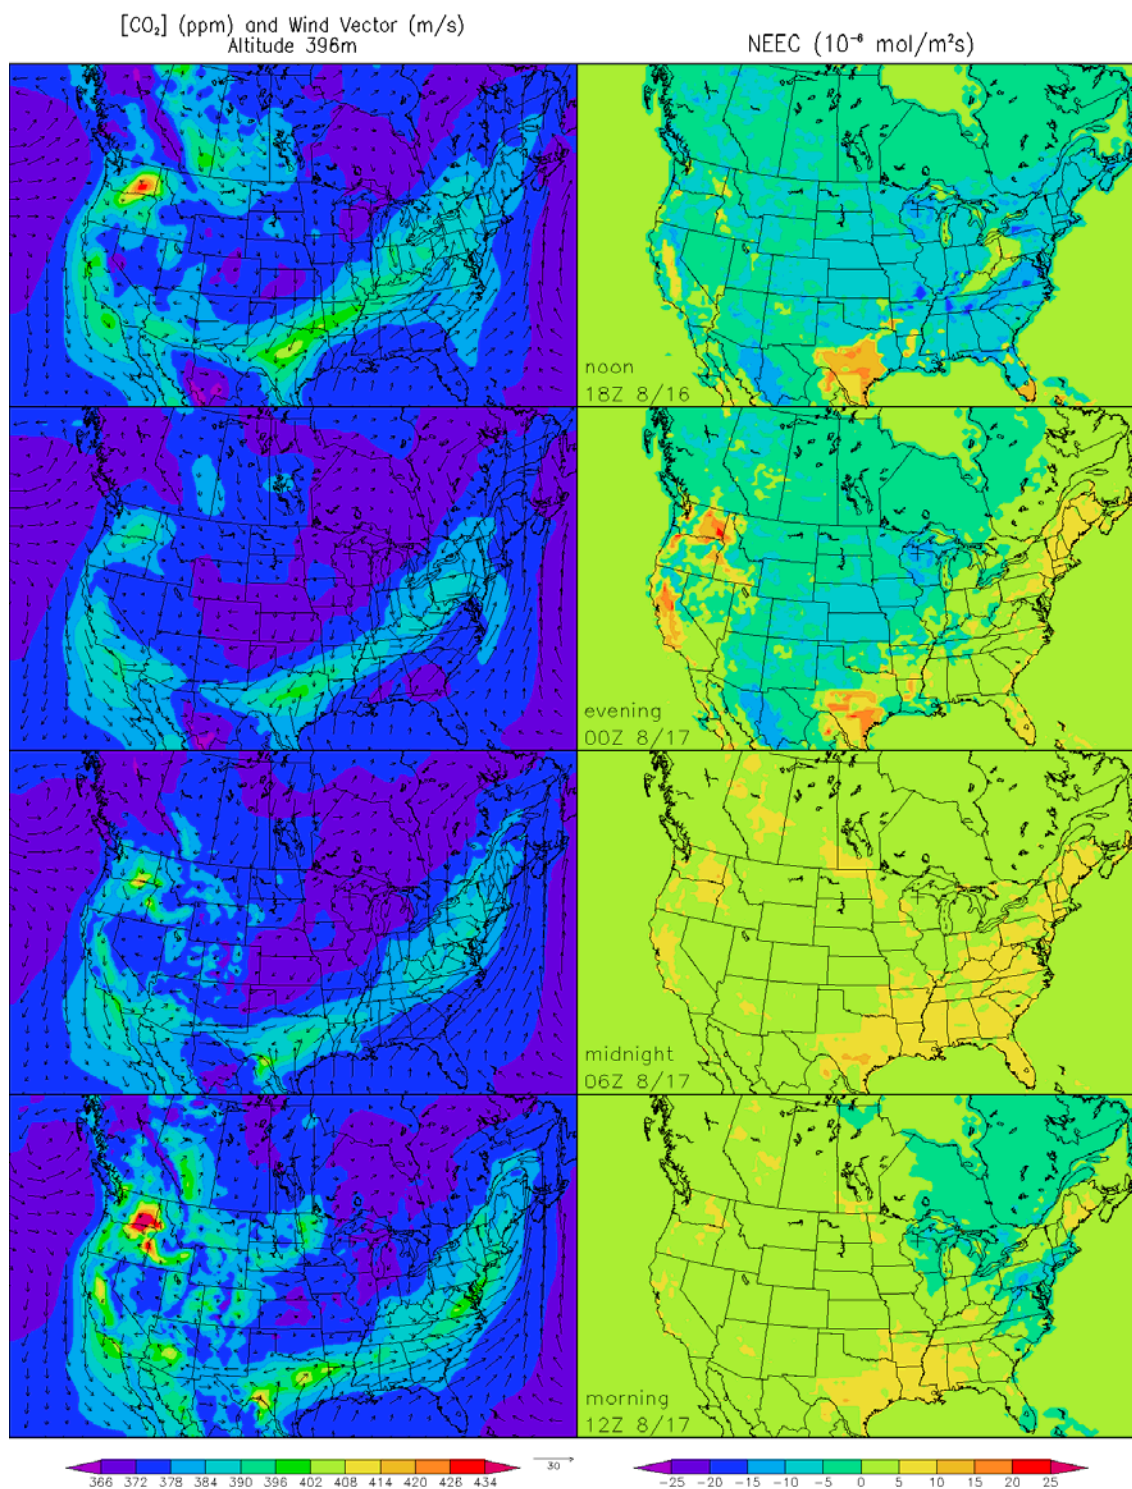 [CO₂] (ppm) and Wind Vector (m/s)
Altitude 396m
NEEC (10⁻⁶ mol/m²s)
noon
18Z 8/16
evening
00Z 8/17
midnight
06Z 8/17
morning
12Z 8/17
366 372 378 384 390 396 402 408 414 420 426 434
30
-25 -20 -15 -10 -5 0 5 10 15 20 25